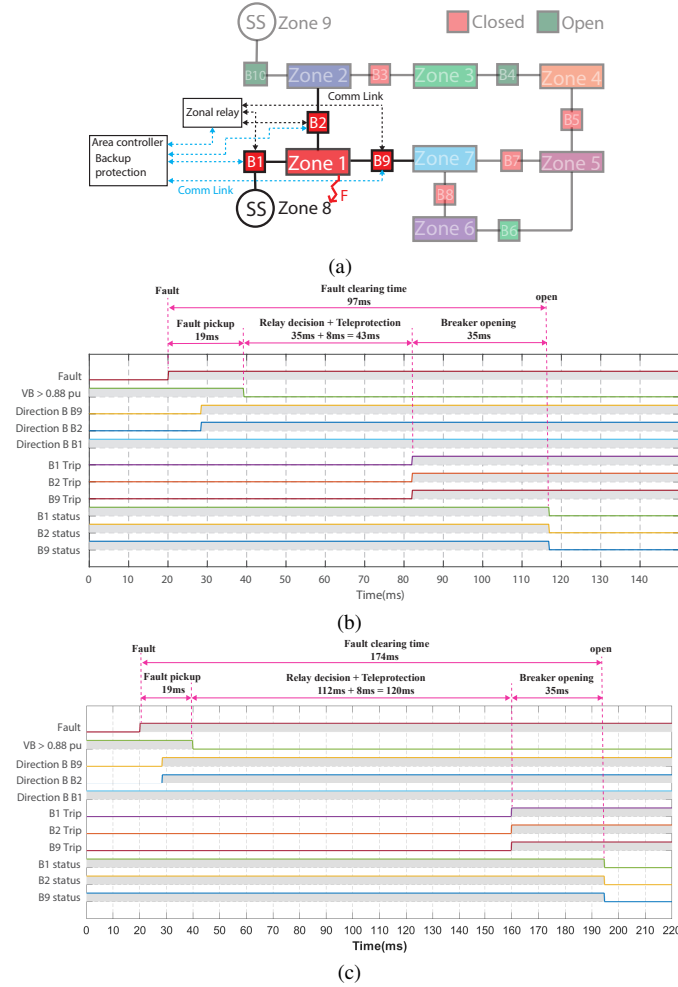 SS Zone 9
Closed Open
B10 Zone 2 B3 Zone 3 B4 Zone 4
Comm Link
Zonal relay
B2
B5
Area controller
Backup
protection
B1 Zone 1 B9 Zone 7 B7 Zone 5
Comm Link
SS Zone 8 F
B8
Zone 6 B6
(a)
Fault
Fault clearing time
97ms
open
Fault pickup
19ms
Relay decision + Teleprotection
35ms + 8ms = 43ms
Breaker opening
35ms
Fault
VB > 0.88 pu
Direction B B9
Direction B B2
Direction B B1
B1 Trip
B2 Trip
B9 Trip
B1 status
B2 status
B9 status
0 10 20 30 40 50 60 70 80 90 100 110 120 130 140
Time(ms)
(b)
Fault
Fault clearing time
174ms
open
Fault pickup
19ms
Relay decision + Teleprotection
112ms + 8ms = 120ms
Breaker opening
35ms
Fault
VB > 0.88 pu
Direction B B9
Direction B B2
Direction B B1
B1 Trip
B2 Trip
B9 Trip
B1 status
B2 status
B9 status
0 10 20 30 40 50 60 70 80 90 100 110 120 130 140 150 160 170 180 190 200 210 220
Time(ms)
(c)